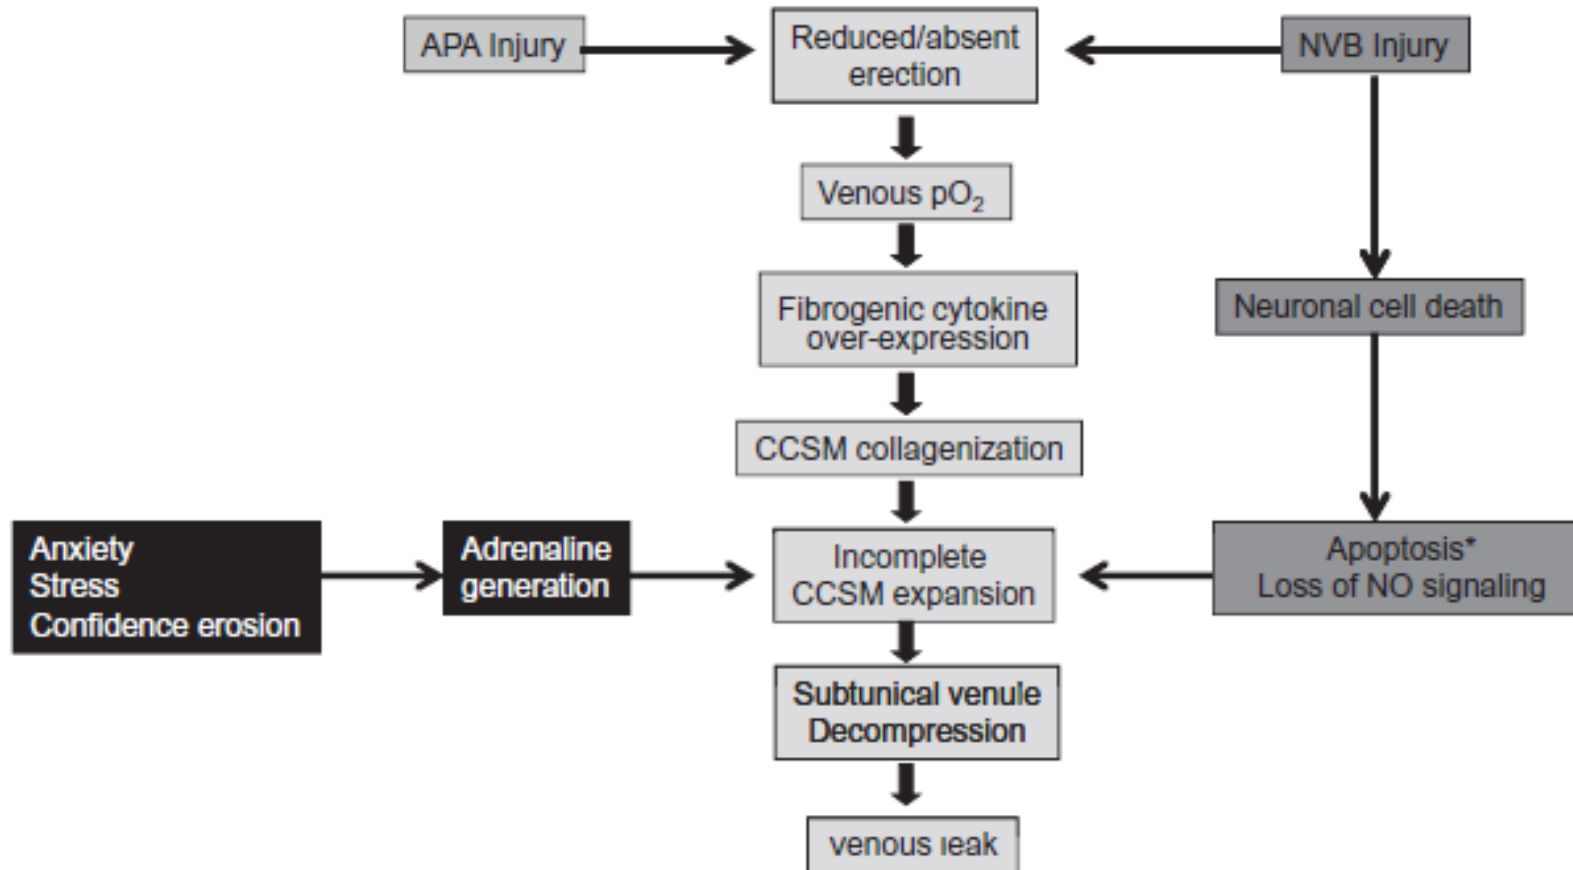 APA Injury
Reduced/absent
erection
NVB Injury
Venous pO₂
Fibrogenic cytokine
over-expression
Neuronal cell death
CCSM collagenization
Anxiety
Stress
Confidence erosion
Adrenaline
generation
Incomplete
CCSM expansion
Apoptosis*
Loss of NO signaling
Subtunical venule
Decompression
venous leak